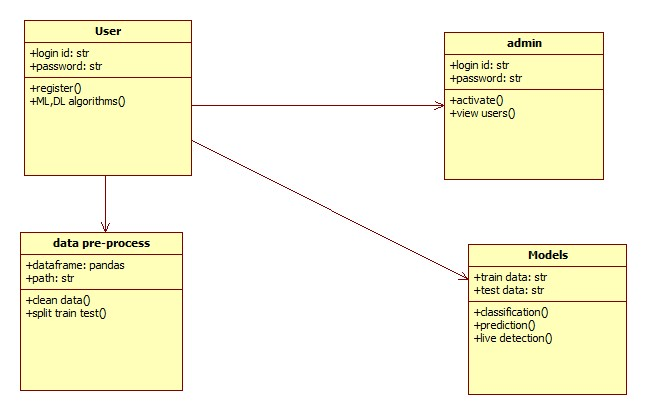 User
+login id: str
+password: str
+register()
+ML,DL algorithms()
admin
+login id: str
+password: str
+activate()
+view users()
data pre-process
+dataframe: pandas
+path: str
+clean data()
+split train test()
Models
+train data: str
+test data: str
+classification()
+prediction()
+live detection()